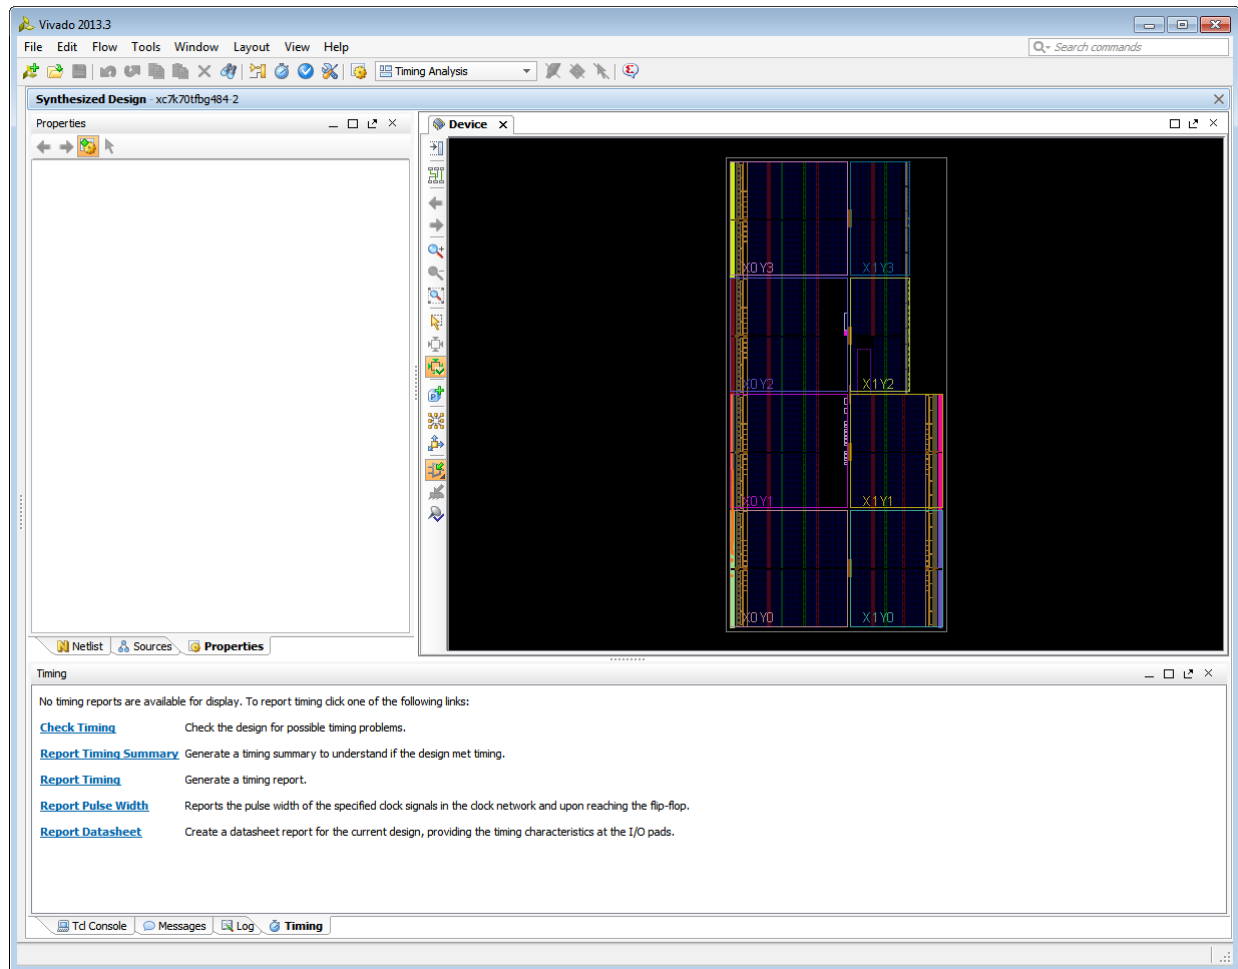 Vivado 2013.3
File Edit Flow Tools Window Layout View Help
Search commands
Timing Analysis
Synthesized Design - xc7k70tfbg484-2
Properties
Device
X0Y3 X1Y3
X0Y2 X1Y2
X0Y1 X1Y1
X0Y0 X1Y0
Netlist Sources Properties
Timing
No timing reports are available for display. To report timing click one of the following links:
Check Timing Check the design for possible timing problems.
Report Timing Summary Generate a timing summary to understand if the design met timing.
Report Timing Generate a timing report.
Report Pulse Width Reports the pulse width of the specified clock signals in the clock network and upon reaching the flip-flop.
Report Datasheet Create a datasheet report for the current design, providing the timing characteristics at the I/O pads.
Tcl Console Messages Log Timing